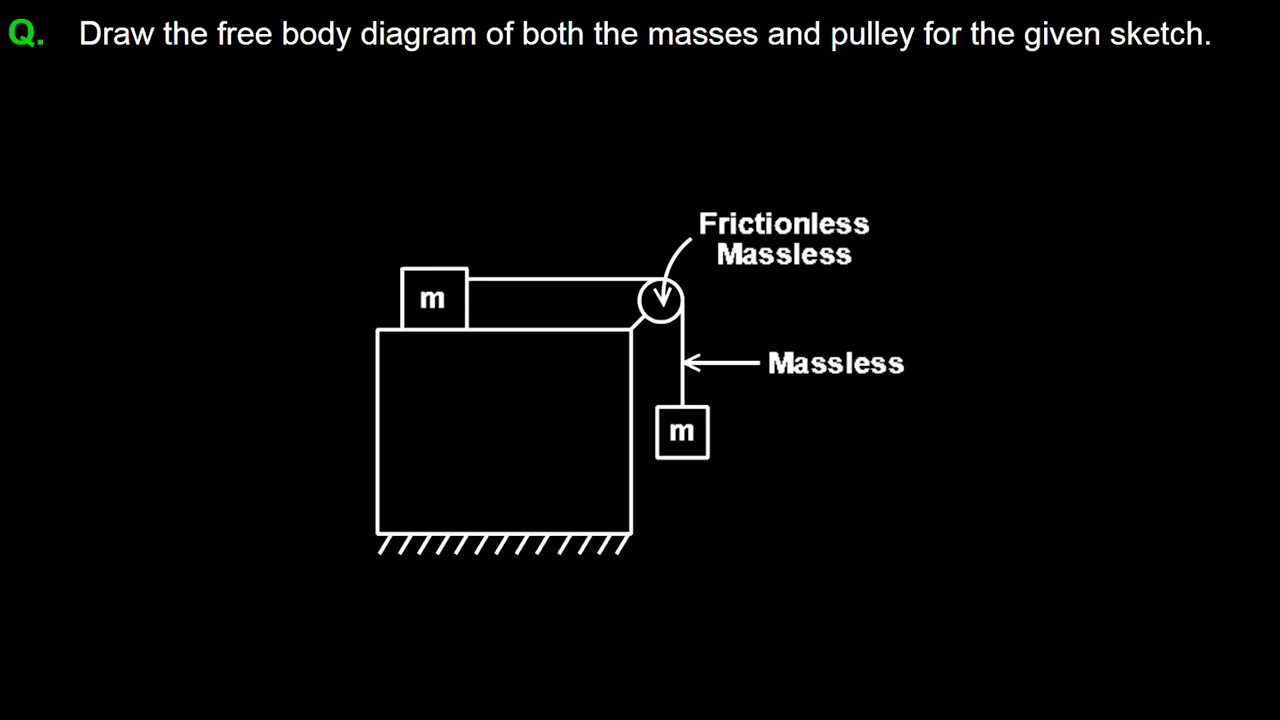 Q. Draw the free body diagram of both the masses and pulley for the given sketch.
Frictionless
Massless
m
Massless
m